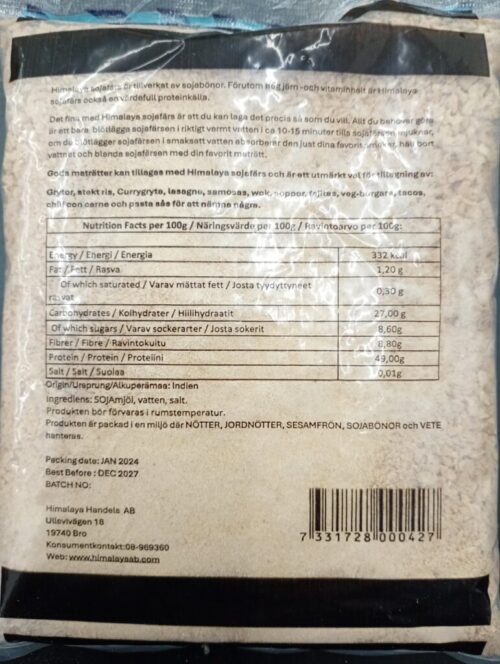 Himalaya sojafärs är tillverkat av sojabönor. Förutom hög järn -och vitaminhalt är Himalaya
sojafärs också en värdefull proteinkälla.
Det fina med Himalaya sojafärs är att du kan laga det precis så som du vill. Allt du behöver göra
är att bara blötlägga sojafärsen i riktigt varmt vatten i ca 10-15 minuter tills sojafärsen mjuknar,
om du blötlägger sojafärsen i smaksatt vatten absorberar den just dina favorit smaker, häll bort
vattnet och blanda sojafärsen med din favorit maträtt.
Goda maträtter kan tillagas med Himalaya sojafärs och är ett utmärkt val för tillagning av:
Grytor, stekt ris, Currygryta, lasagne, samosas, wok, soppor, fajitas, veg-burgare, tacos,
chili con carne och pasta sås för att nämna några.
Nutrition Facts per 100g / Näringsvärde per 100g / Ravintoarvo per 100g:
Energy / Energi / Energia 332 kcal
Fat / Fett / Rasva 1,20 g
Of which saturated / Varav mättat fett / Josta tyydyttyneet
rasvat 0,30 g
Carbohydrates / Kolhydrater / Hiilihydraatit 27,00 g
Of which sugars / Varav sockerarter / Josta sokerit 8,60g
Fibrer / Fibre / Ravintokuitu 8,80g
Protein / Protein / Proteiini 49,00g
Salt / Salt / Suolaa 0,01g
Origin/Ursprung/Alkuperämaa: Indien
Ingrediens: SOJAmjöl, vatten, salt.
Produkten bör förvaras i rumstemperatur.
Produkten är packad i en miljö där NÖTTER, JORDNÖTTER, SESAMFRÖN, SOJABÖNOR och VETE
hanteras.
Packing date: JAN 2024
Best Before : DEC 2027
BATCH NO:
Himalaya Handels AB
Ullevivägen 18
19740 Bro
Konsumentkontakt:08-969360
Web: www.himalayaab.com
7 331728 000427